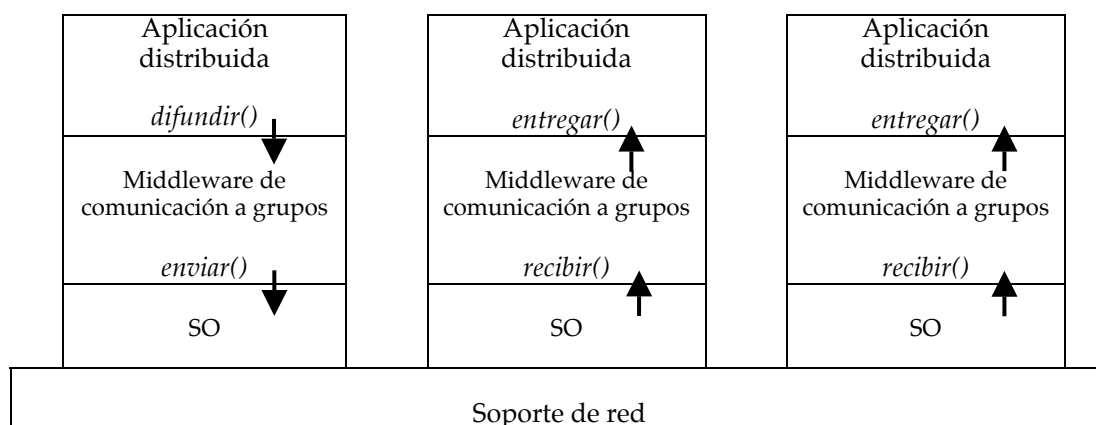 Aplicación
distribuida
difundir()
Middleware de
comunicación a grupos
enviar()
SO
Aplicación
distribuida
entregar()
Middleware de
comunicación a grupos
recibir()
SO
Aplicación
distribuida
entregar()
Middleware de
comunicación a grupos
recibir()
SO
Soporte de red